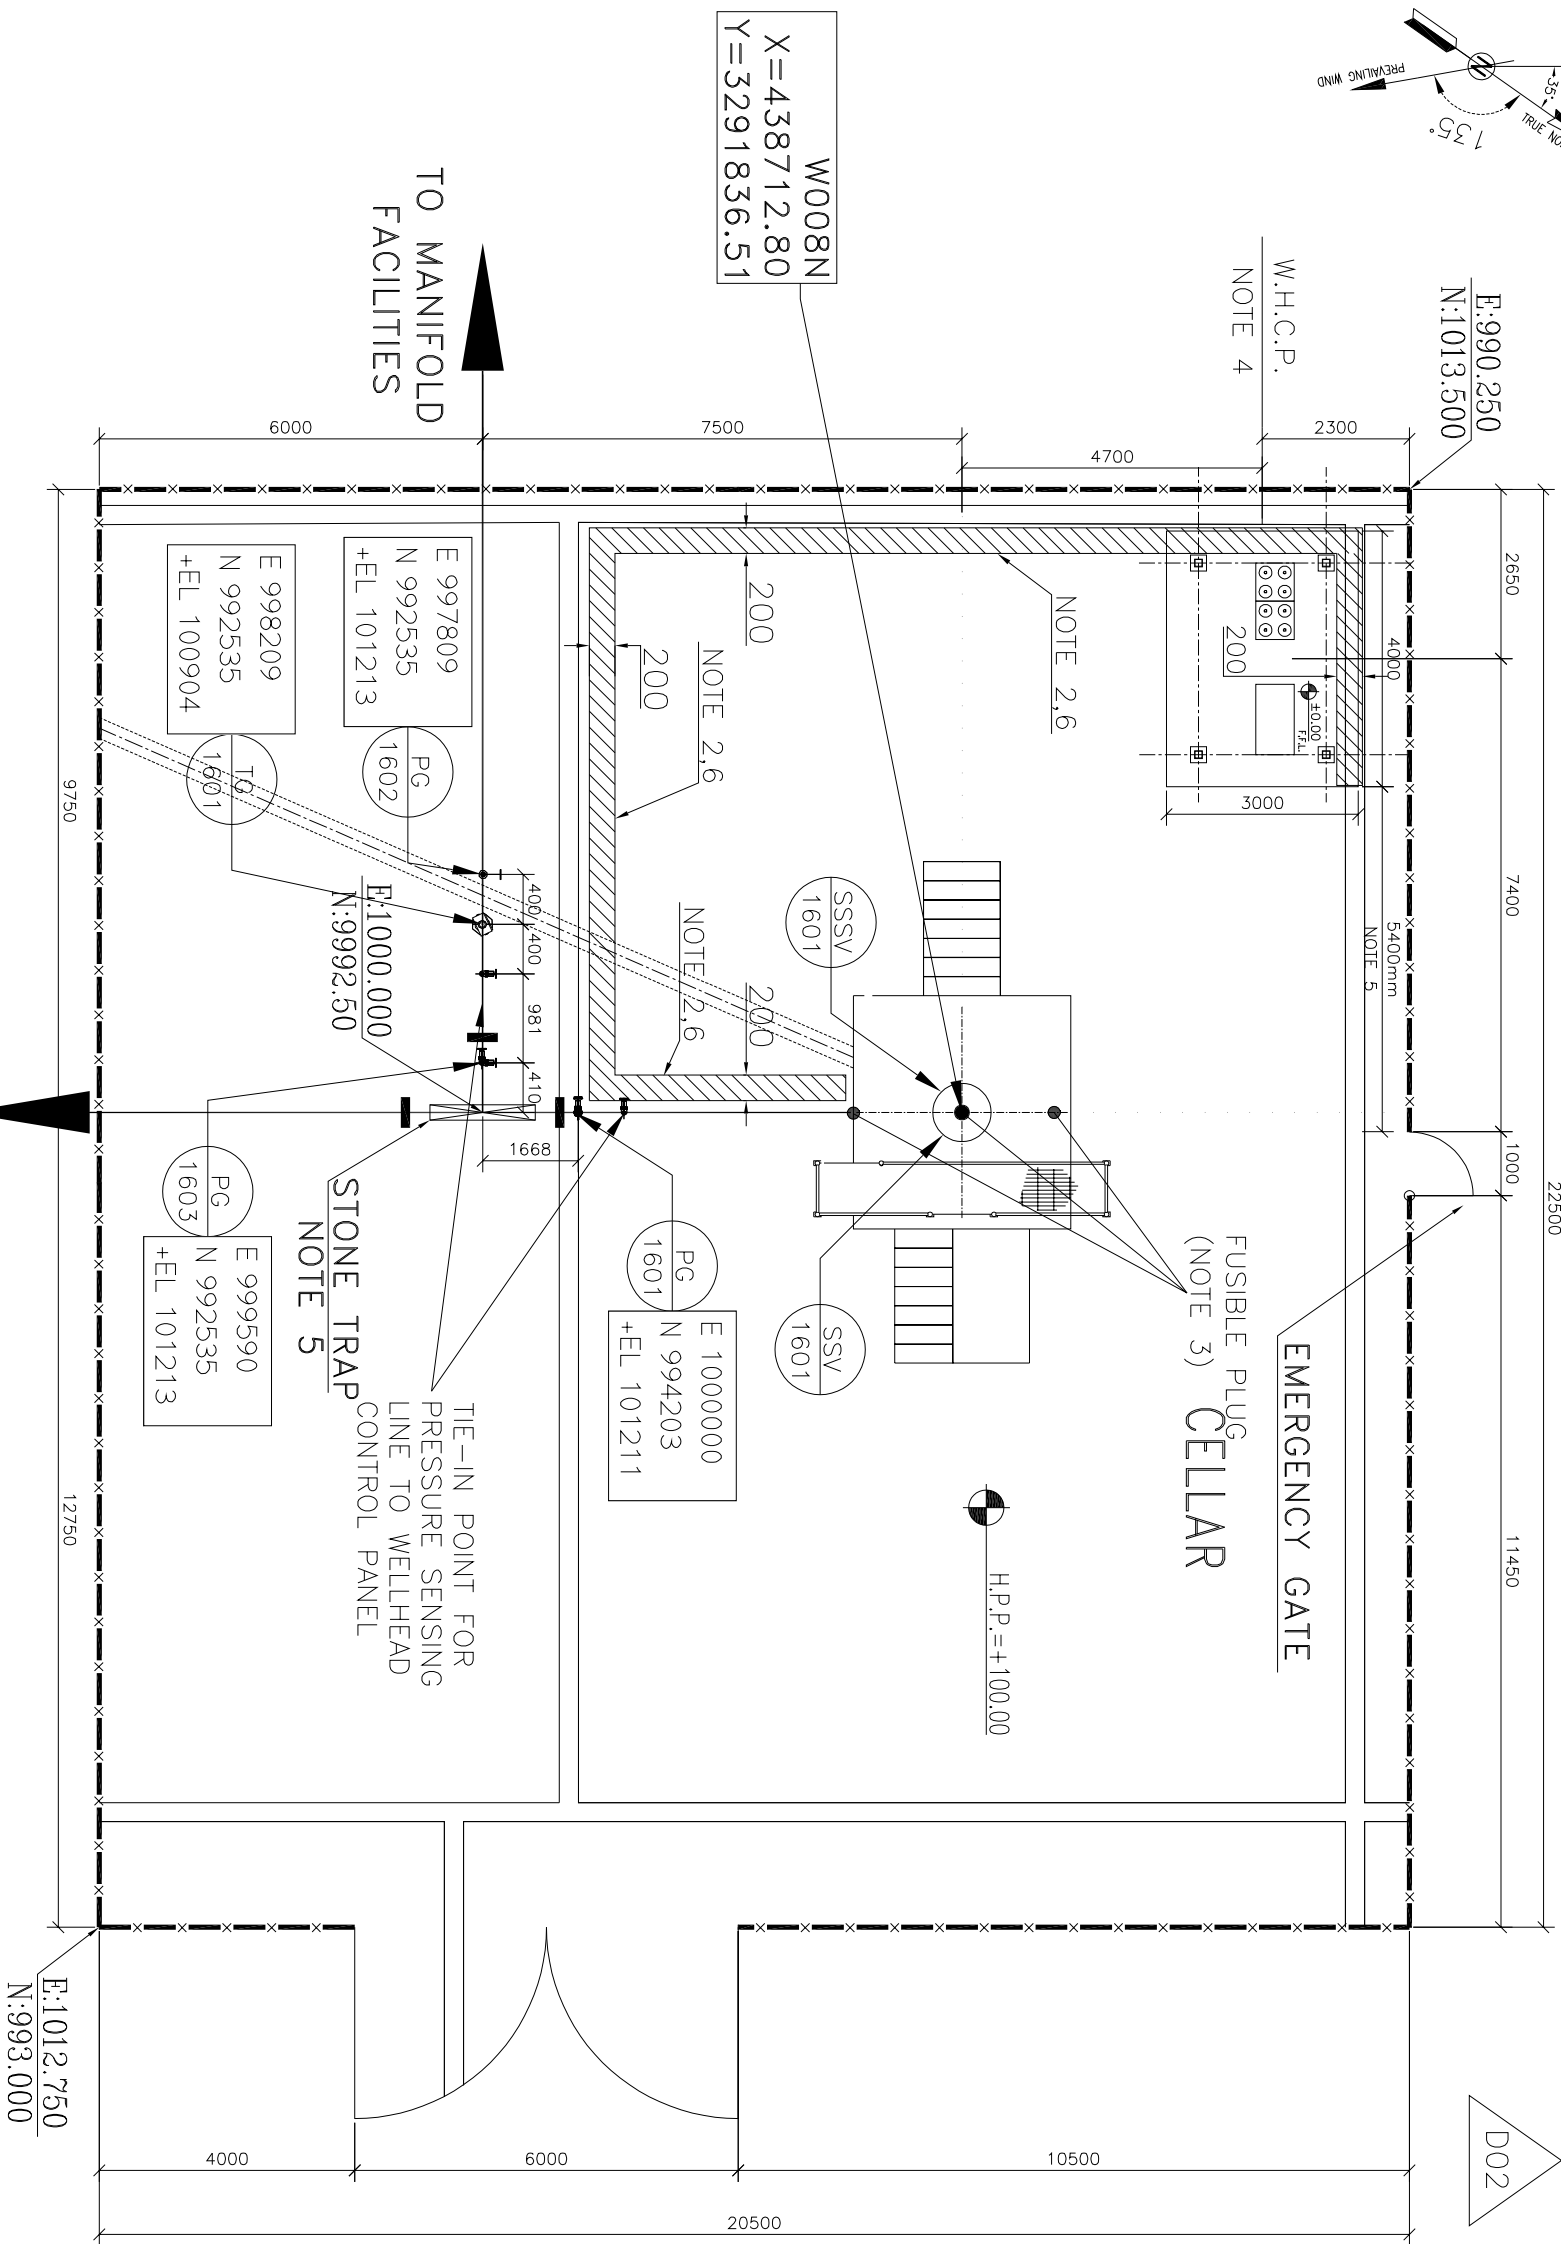 PREVAILING WIND
TRUE NO
35°
135°
N
D02
E:990.250
N:1013.500
W.H.C.P.
NOTE 4
W008N
X=438712.80
Y=3291836.51
TO MANIFOLD
FACILITIES
22500
2650
7400
1000
11450
4000
5400mm
NOTE 5
2300
4700
7500
6000
3000
200
±0.00
F.F.L.
NOTE 2,6
200
NOTE 2,6
200
NOTE 2,6
200
EMERGENCY GATE
FUSIBLE PLUG
(NOTE 3)
CELLAR
H.P.P.=+100.00
SSSV
1601
SSV
1601
PG
1601
E 1000000
N 994203
+EL 101211
PG
1602
E 997809
N 992535
+EL 101213
TG
1601
E 998209
N 992535
+EL 100904
400
400
981
410
1668
E:1000.000
N:9992.50
STONE TRAP
NOTE 5
TIE-IN POINT FOR
PRESSURE SENSING
LINE TO WELLHEAD
CONTROL PANEL
PG
1603
E 999590
N 992535
+EL 101213
9750
12750
E:1012.750
N:993.000
4000
6000
10500
20500